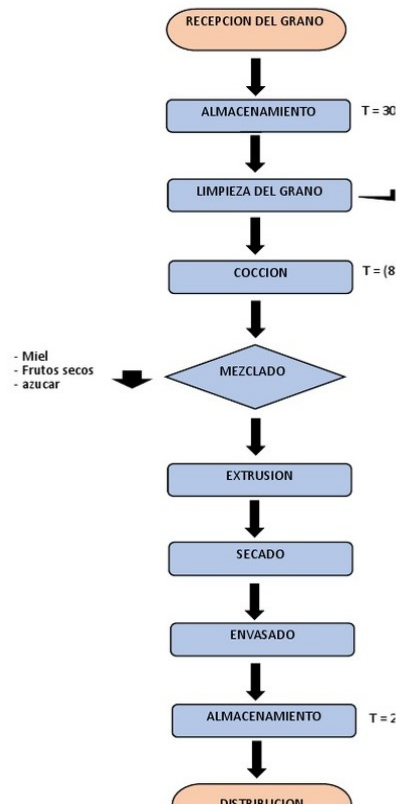 RECEPCION DEL GRANO
ALMACENAMIENTO
T = 30
LIMPIEZA DEL GRANO
COCCION
T = (8
- Miel
- Frutos secos
- azucar
MEZCLADO
EXTRUSION
SECADO
ENVASADO
ALMACENAMIENTO
T = 2
DISTRIBUCION